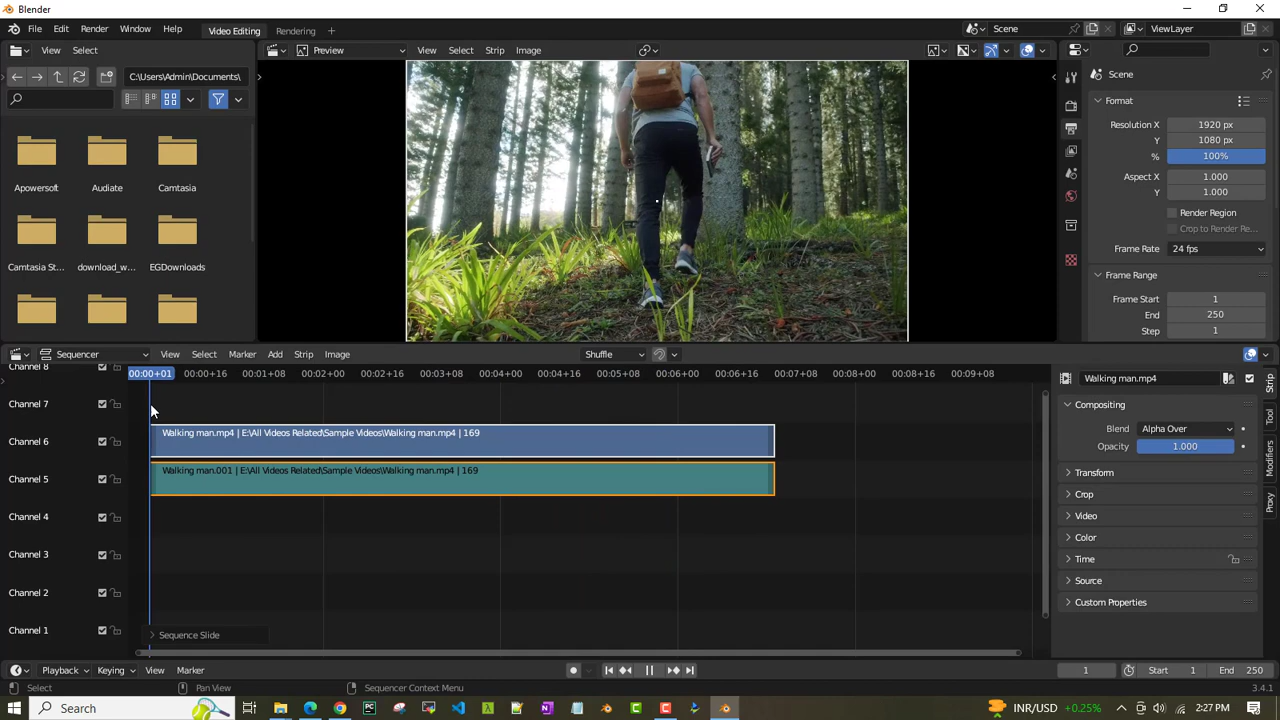 Blender
File Edit Render Window Help Video Editing Rendering + Scene ViewLayer
View Select Preview View Select Strip Image
C:\Users\Admin\Documents\
Apowersoft Audiate Camtasia
Camtasia St... download_w... EGDownloads
Scene
Format
Resolution X 1920 px
Y 1080 px
% 100%
Aspect X 1.000
Y 1.000
Render Region
Crop to Render Re...
Frame Rate 24 fps
Frame Range
Frame Start 1
End 250
Step 1
Sequencer View Select Marker Add Strip Image Shuffle
00:00+01 00:00+16 00:01+08 00:02+00 00:02+16 00:03+08 00:04+00 00:04+16 00:05+08 00:06+00 00:06+16 00:07+08 00:08+00 00:08+16 00:09+08
Channel 8
Channel 7
Channel 6
Walking man.mp4 | E:\All Videos Related\Sample Videos\Walking man.mp4 | 169
Channel 5
Walking man.001 | E:\All Videos Related\Sample Videos\Walking man.mp4 | 169
Channel 4
Channel 3
Channel 2
Channel 1
Sequence Slide
Walking man.mp4
Compositing
Blend Alpha Over
Opacity 1.000
Transform
Crop
Video
Color
Time
Source
Custom Properties
Strip
Tool
Modifiers
Proxy
Playback Keying View Marker 1 Start 1 End 250
Select Pan View Sequencer Context Menu 3.4.1
Search INR/USD +0.25% 2:27 PM